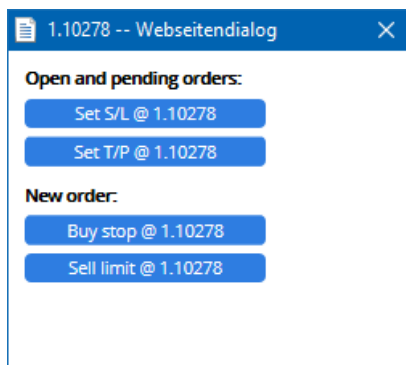 1.10278 -- Webseitendialog
Open and pending orders:
Set S/L @ 1.10278
Set T/P @ 1.10278
New order:
Buy stop @ 1.10278
Sell limit @ 1.10278